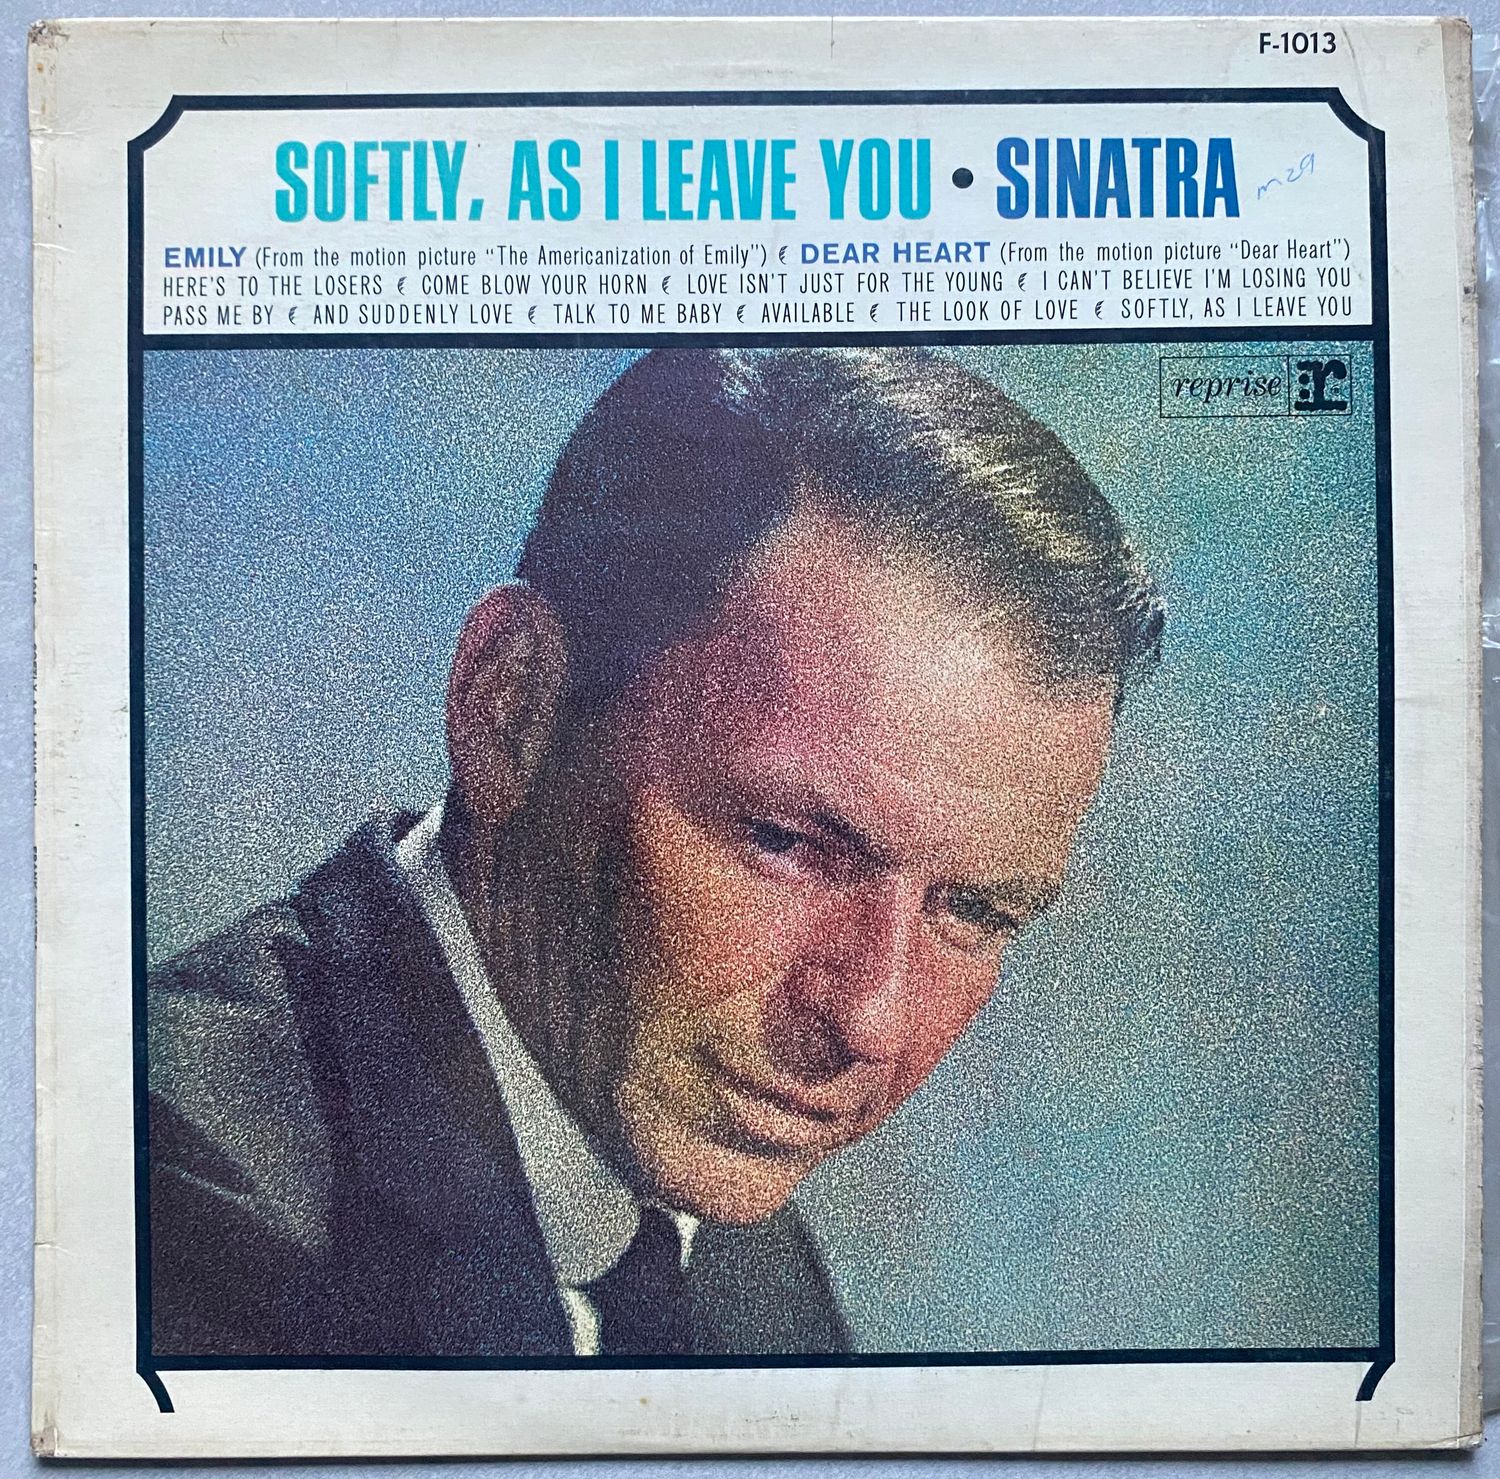 F-1013
SOFTLY, AS I LEAVE YOU • SINATRA
m29
EMILY (From the motion picture "The Americanization of Emily") € DEAR HEART (From the motion picture "Dear Heart")
HERE'S TO THE LOSERS € COME BLOW YOUR HORN € LOVE ISN'T JUST FOR THE YOUNG € I CAN'T BELIEVE I'M LOSING YOU
PASS ME BY € AND SUDDENLY LOVE € TALK TO ME BABY € AVAILABLE € THE LOOK OF LOVE € SOFTLY, AS I LEAVE YOU
reprise r